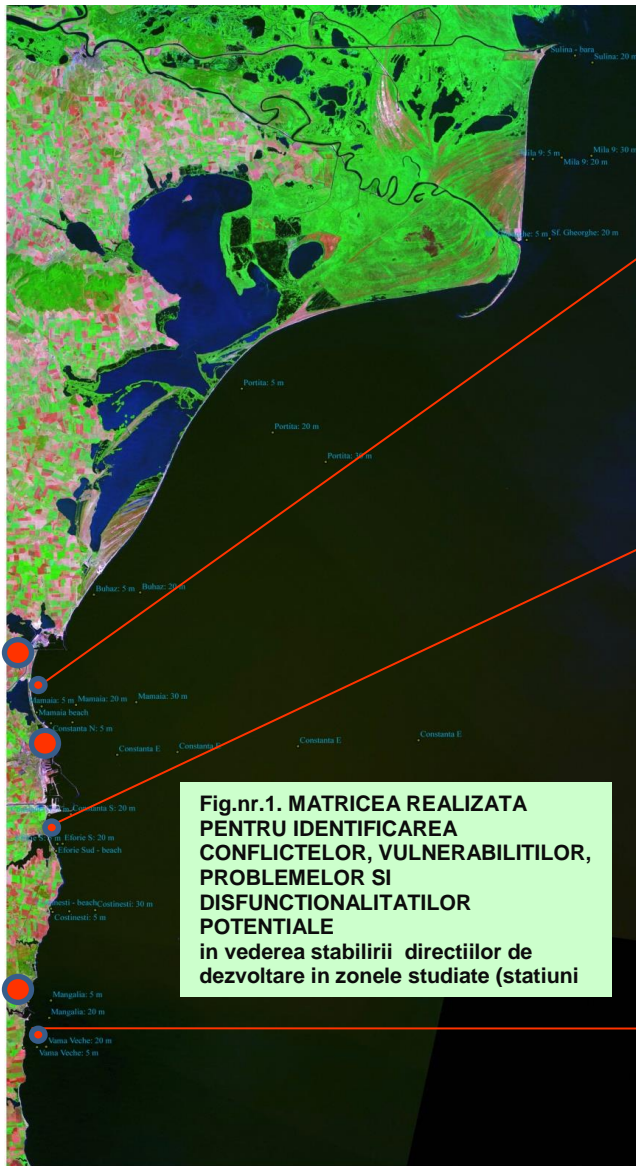 Sulina - bara
Sulina: 20 m
Mila 9: 30 m
Mila 9: 5 m
Mila 9: 20 m
5 m Sf. Gheorghe: 20 m
Portita: 5 m
Portita: 20 m
Portita: 30 m
Buhaz: 5 m Buhaz: 20 m
Mamaia: 5 m Mamaia: 20 m Mamaia: 30 m
Mamaia beach
Constanta N: 5 m
Constanta E Constanta E Constanta E Constanta E
Constanta S: 20 m
Eforie S: 20 m
Eforie Sud - beach
beach Costinesti: 30 m
Costinesti: 5 m
Fig.nr.1. MATRICEA REALIZATA
PENTRU IDENTIFICAREA
CONFLICTELOR, VULNERABILITILOR,
PROBLEMELOR SI
DISFUNCTIONALITATILOR
POTENTIALE
in vederea stabilirii directiilor de
dezvoltare in zonele studiate (statiuni
Mangalia: 5 m
Mangalia: 20 m
Vama Veche: 20 m
Vama Veche: 5 m